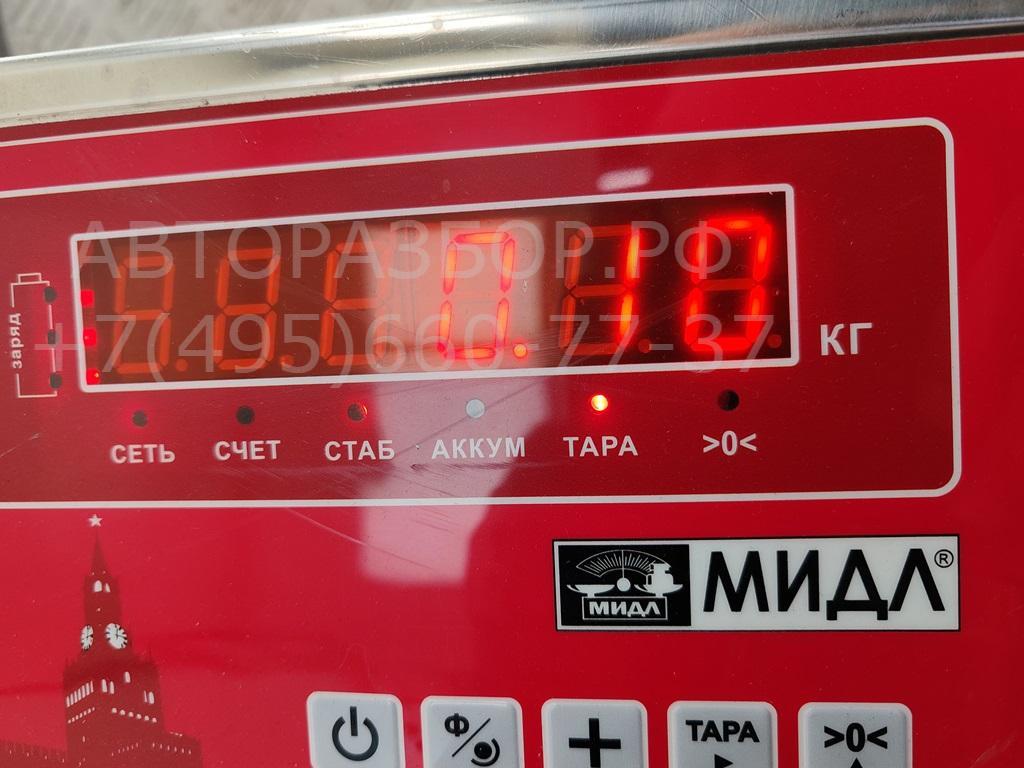 АВТОРАЗБОР.РФ
+7(495)660-77-37
0.18
КГ
заряд
СЕТЬ СЧЕТ СТАБ АККУМ ТАРА >0<
МИДЛ МИДЛ®
Ф ТАРА >0<